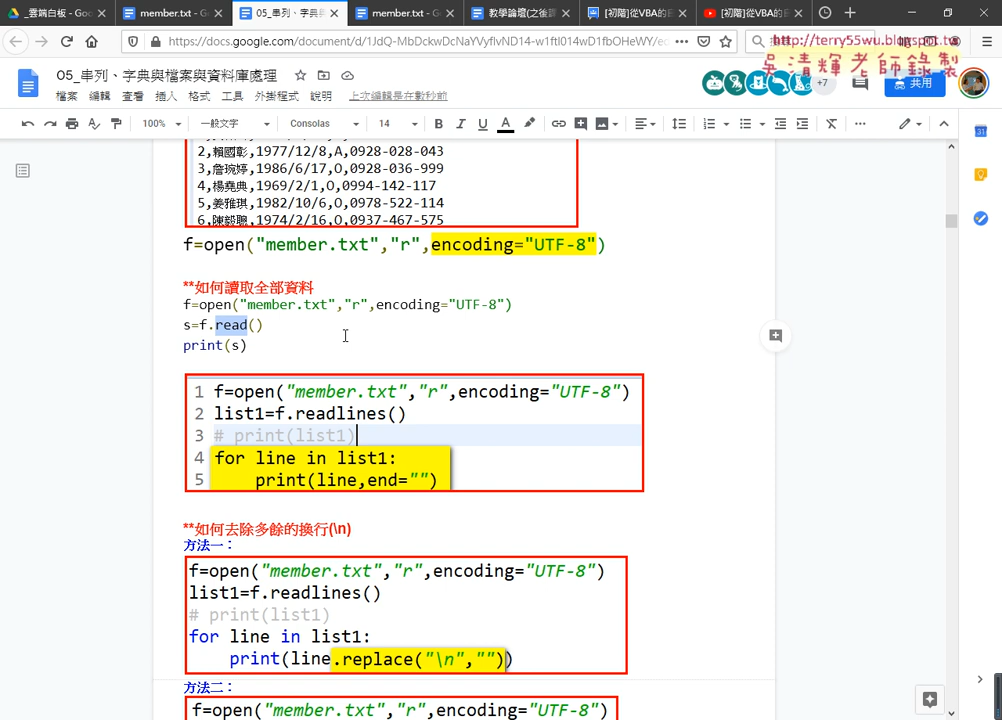 _雲端白板 - Goo
member.txt - G
05_串列、字典與
member.txt - G
教學論壇(之後課
[初階]從VBA的E
[初階]從VBA的E
https://docs.google.com/document/d/1JdQ-MbDckwDcNaYVyflvND14-w1ftl014wD1fbOHeWY/ec
http://terry55wu.blogspot.tw
吳清輝老師錄製
O5_串列、字典與檔案與資料庫處理
+7
共用
檔案 編輯 查看 插入 格式 工具 外掛程式 說明 上次編輯是在數秒前
100% 一般文字 Consolas 14 B I U A
2,賴國彰,1977/12/8,A,0928-028-043
3,詹琬婷,1986/6/17,O,0928-036-999
4,楊堯典,1969/2/1,O,0994-142-117
5,姜雅琪,1982/10/6,O,0978-522-114
6,陳毅聰,1974/2/16,O,0937-467-575
f=open("member.txt","r",encoding="UTF-8")
**如何讀取全部資料
f=open("member.txt","r",encoding="UTF-8")
s=f.read()
print(s)
1 f=open("member.txt","r",encoding="UTF-8")
2 list1=f.readlines()
3 # print(list1)
4 for line in list1:
5 print(line,end="")
**如何去除多餘的換行(\n)
方法一：
f=open("member.txt","r",encoding="UTF-8")
list1=f.readlines()
# print(list1)
for line in list1:
print(line.replace("\n",""))
方法二：
f=open("member.txt","r",encoding="UTF-8")
31